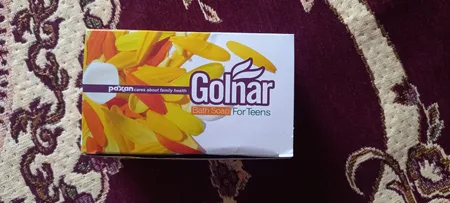 paxan cares about family health
Golnar
Bath Soap For Teens